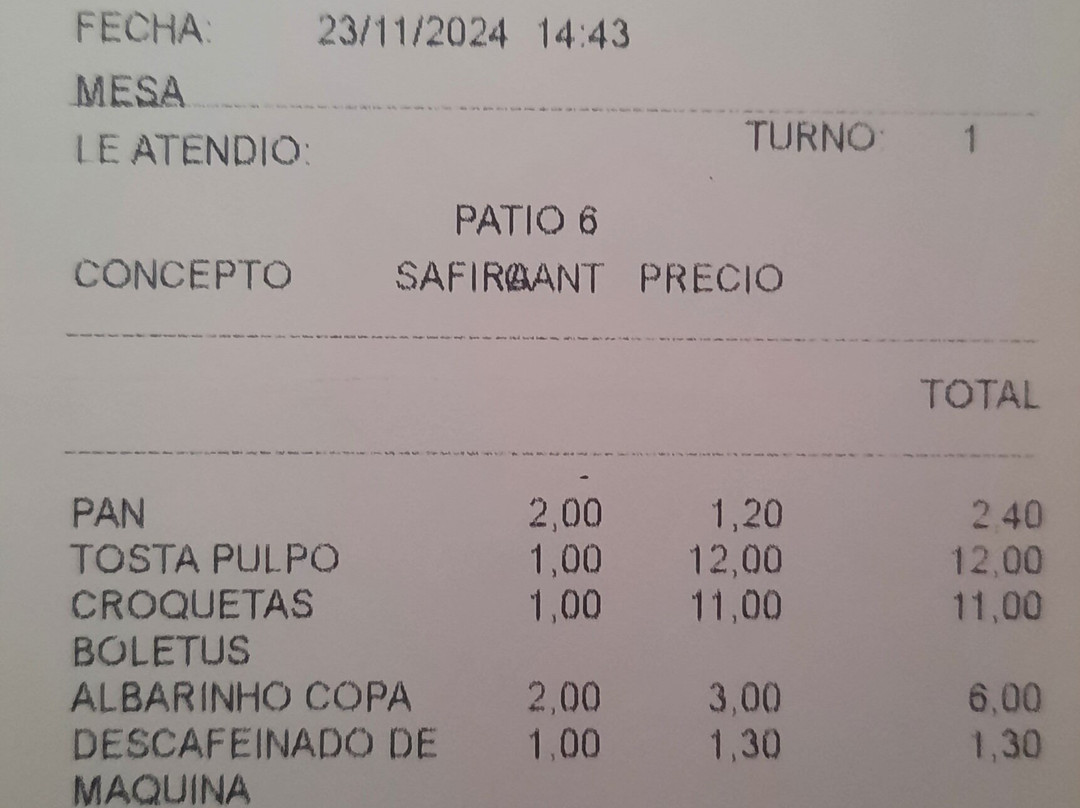 FECHA: 23/11/2024 14:43
MESA
LE ATENDIO: TURNO: 1
PATIO 6
CONCEPTO SAFIRA CANT PRECIO
TOTAL
PAN 2,00 1,20 2,40
TOSTA PULPO 1,00 12,00 12,00
CROQUETAS 1,00 11,00 11,00
BOLETUS
ALBARINHO COPA 2,00 3,00 6,00
DESCAFEINADO DE 1,00 1,30 1,30
MAQUINA